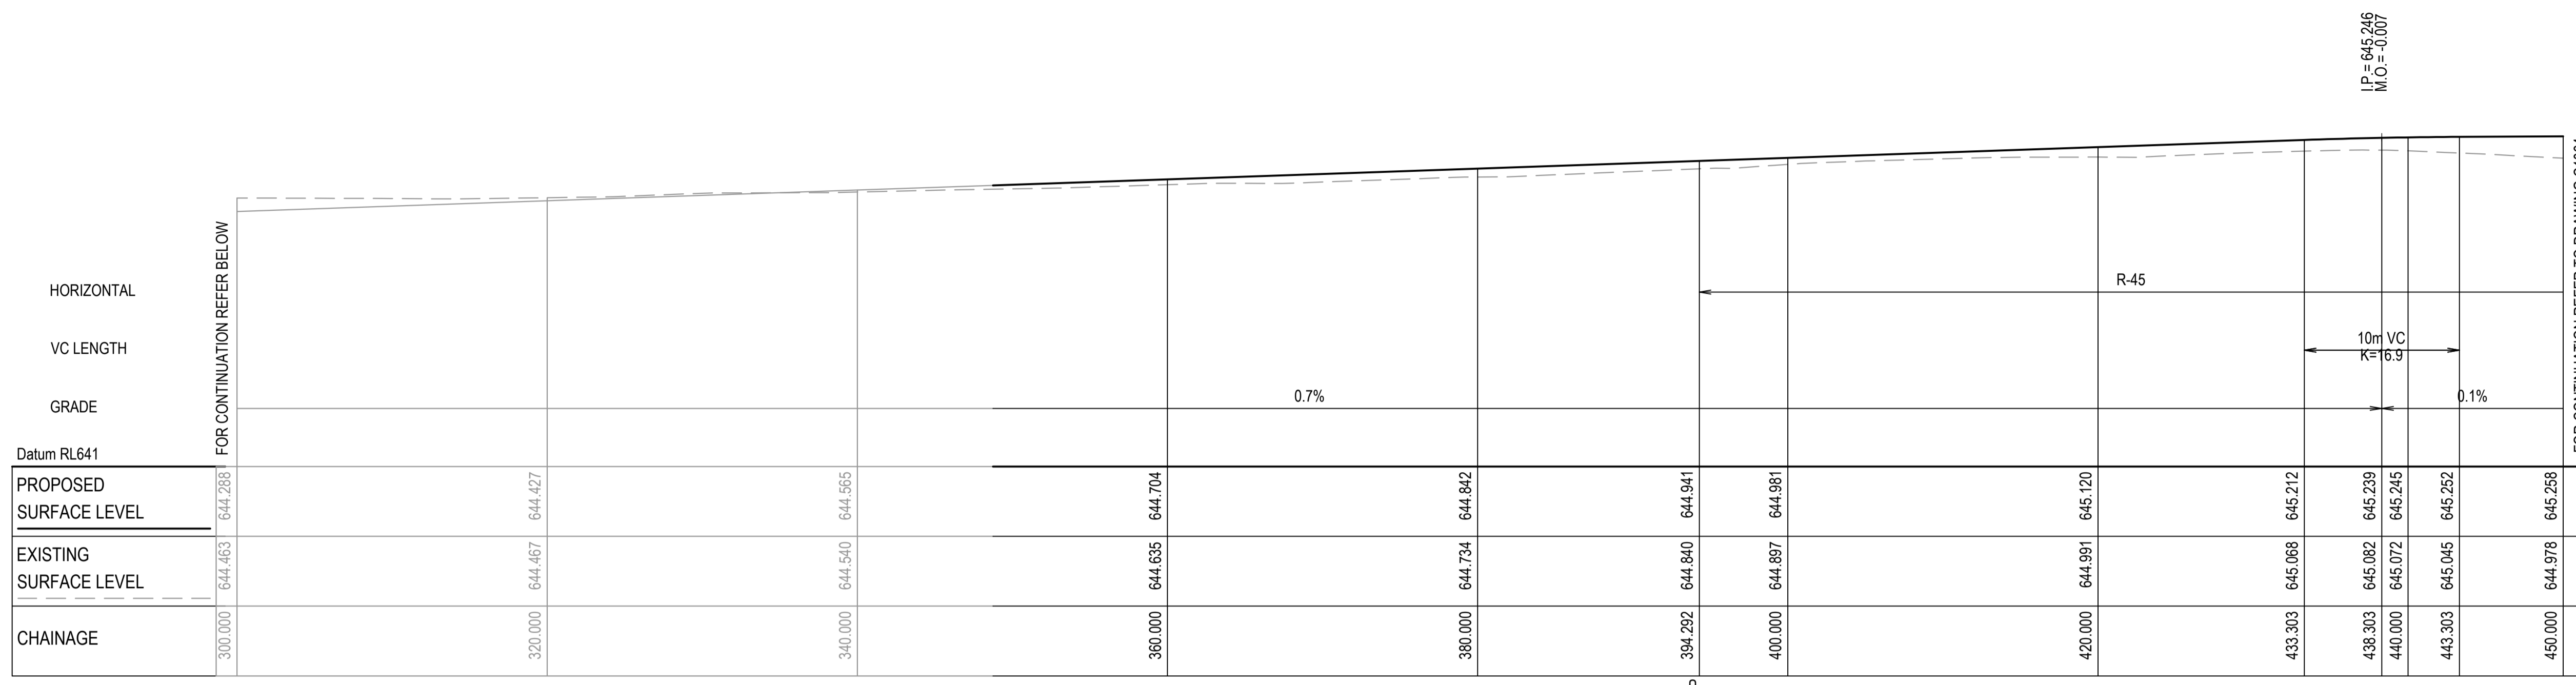 I.P.= 645.246
M.O.= -0.007
FOR CONTINUATION REFER BELOW
HORIZONTAL
R-45
VC LENGTH
10m VC
K=16.9
GRADE
0.7%
0.1%
Datum RL641
PROPOSED
SURFACE LEVEL
644.288 644.427 644.565 644.704 644.842 644.941 644.981 645.120 645.212 645.239 645.245 645.252 645.258
EXISTING
SURFACE LEVEL
644.463 644.467 644.540 644.635 644.734 644.840 644.897 644.991 645.068 645.082 645.072 645.045 644.978
CHAINAGE
300.000 320.000 340.000 360.000 380.000 394.292 400.000 420.000 433.303 438.303 440.000 443.303 450.000